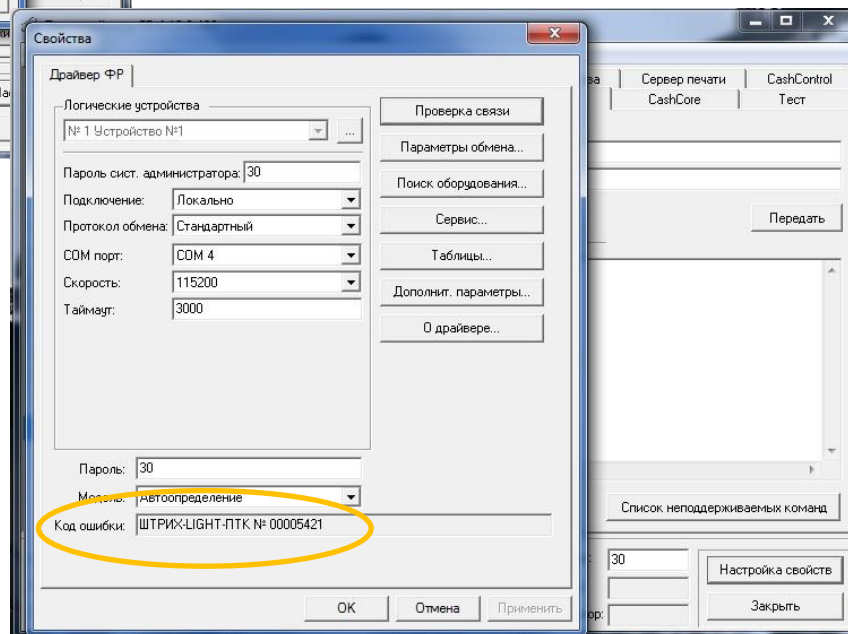 Свойства
Драйвер ФР
Логические устройства
№ 1 Устройство №1
...
Пароль сист. администратора: 30
Подключение: Локально
Протокол обмена: Стандартный
COM порт: COM 4
Скорость: 115200
Таймаут: 3000
Проверка связи
Параметры обмена...
Поиск оборудования...
Сервис...
Таблицы...
Дополнит. параметры...
О драйвере...
Пароль: 30
Модель: Автоопределение
Код ошибки: ШТРИХ-LIGHT-ПТК № 00005421
OK
Отмена
Применить
Сервер печати
CashControl
CashCore
Тест
Передать
Список неподдерживаемых команд
30
Настройка свойств
Закрыть